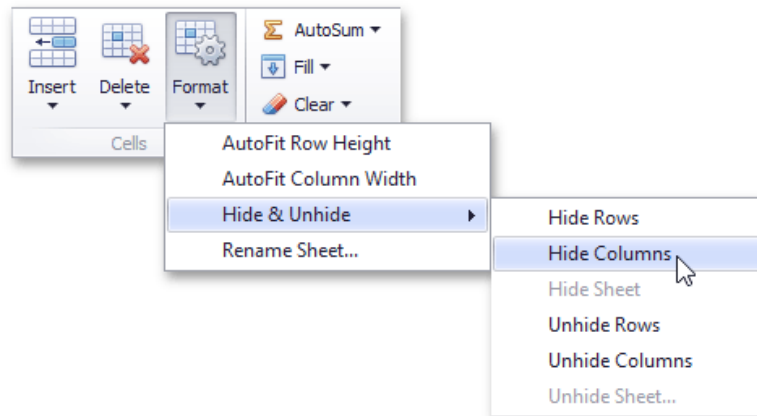 AutoSum
Fill
Insert Delete Format
Clear
Cells
AutoFit Row Height
AutoFit Column Width
Hide & Unhide
Rename Sheet...
Hide Rows
Hide Columns
Hide Sheet
Unhide Rows
Unhide Columns
Unhide Sheet...